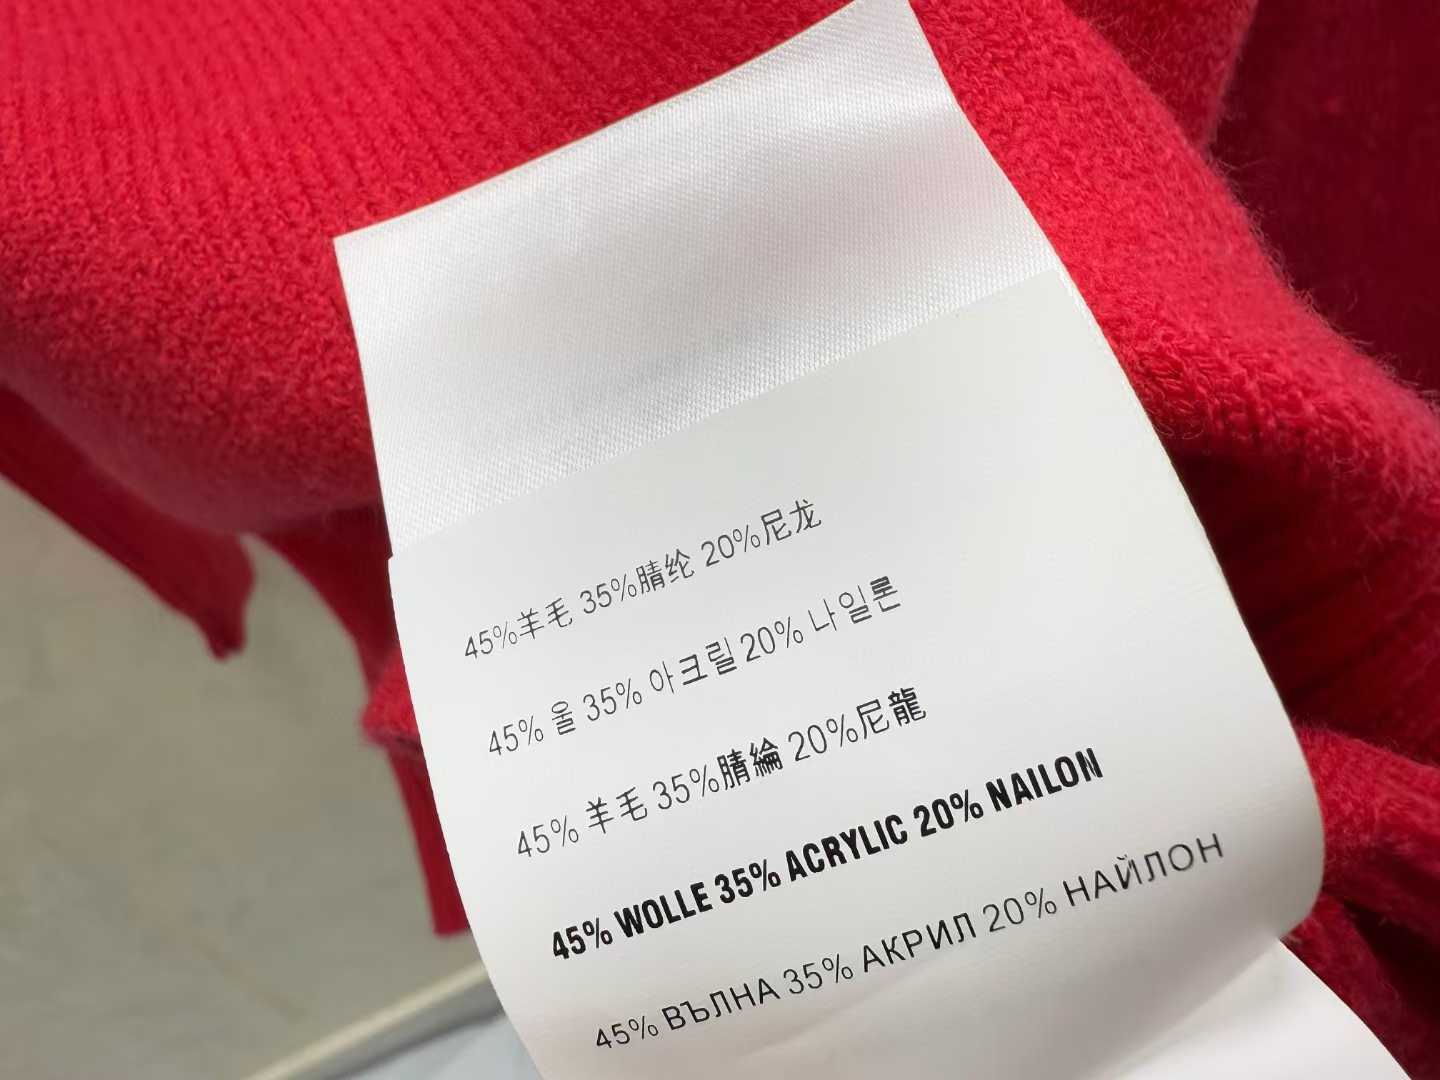 45%羊毛 35%腈纶 20%尼龙
45% 울 35% 아크릴 20% 나일론
45% 羊毛 35%腈綸 20%尼龍
45% WOLLE 35% ACRYLIC 20% NAILON
45% ВЪЛНА 35% АКРИЛ 20% НАЙЛОН